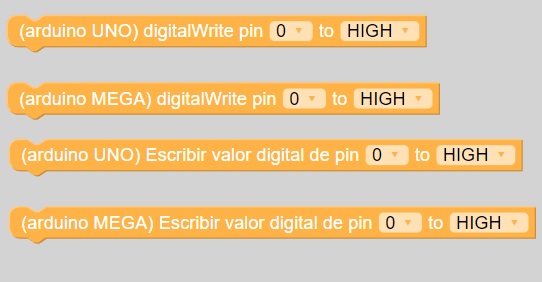 (arduino UNO) digitalWrite pin 0 to HIGH
(arduino MEGA) digitalWrite pin 0 to HIGH
(arduino UNO) Escribir valor digital de pin 0 to HIGH
(arduino MEGA) Escribir valor digital de pin 0 to HIGH